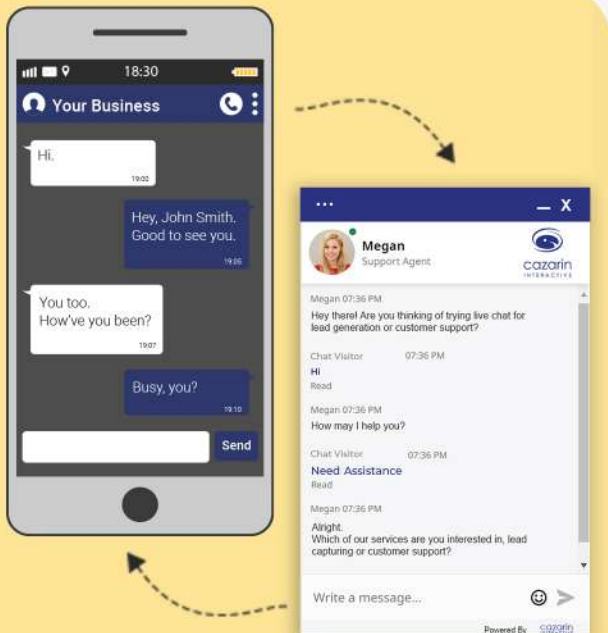 18:30
Your Business
Hi.
19:00
Hey, John Smith.
Good to see you.
19:05
You too.
How've you been?
19:07
Busy, you?
19:10
Send
... _ X
Megan
Support Agent
cazarin
INTERACTIVE
Megan 07:36 PM
Hey there! Are you thinking of trying live chat for
lead generation or customer support?
Chat Visitor 07:36 PM
Hi
Read
Megan 07:36 PM
How may I help you?
Chat Visitor 07:36 PM
Need Assistance
Read
Megan 07:36 PM
Alright.
Which of our services are you interested in, lead
capturing or customer support?
Write a message...
Powered By cazarin